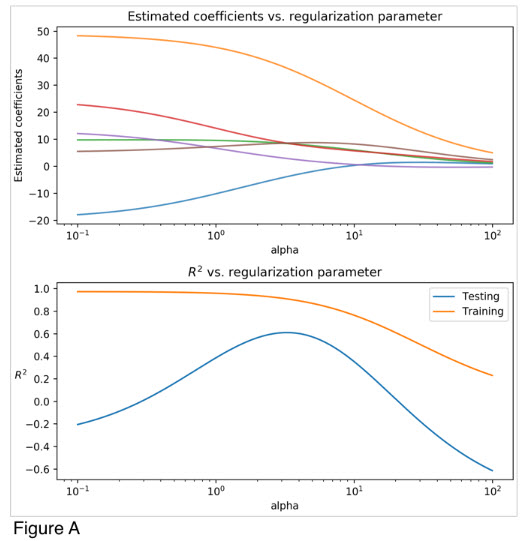 Estimated coefficients vs. regularization parameter
50
40
30
20
10
0
−10
−20
Estimated coefficients
10⁻¹
10⁰
10¹
10²
alpha
R² vs. regularization parameter
1.0
0.8
0.6
0.4
0.2
0.0
−0.2
−0.4
−0.6
R²
Testing
Training
10⁻¹
10⁰
10¹
10²
alpha
Figure A